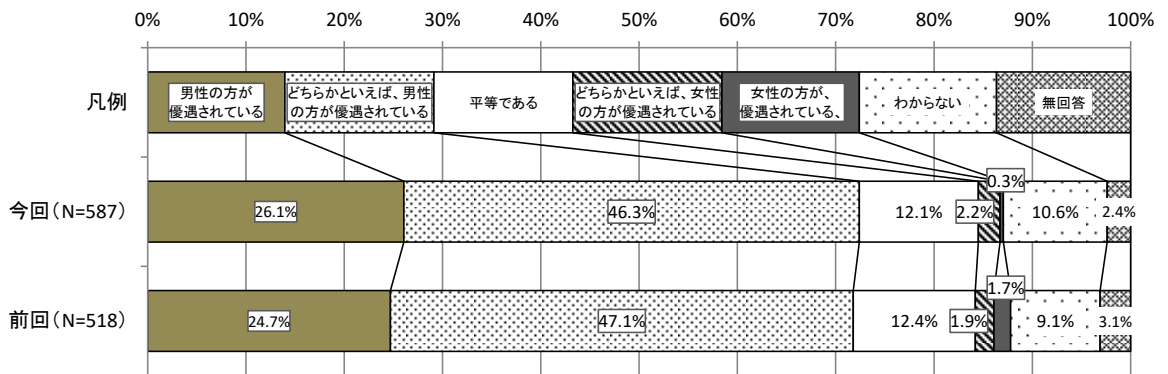 0% 10% 20% 30% 40% 50% 60% 70% 80% 90% 100%
凡例
男性の方が
優遇されている
どちらかといえば、男性
の方が優遇されている
平等である
どちらかといえば、女性
の方が優遇されている
女性の方が、
優遇されている、
わからない
無回答
今回(N=587)
26.1% 46.3% 12.1% 2.2% 0.3% 10.6% 2.4%
前回(N=518)
24.7% 47.1% 12.4% 1.9% 1.7% 9.1% 3.1%